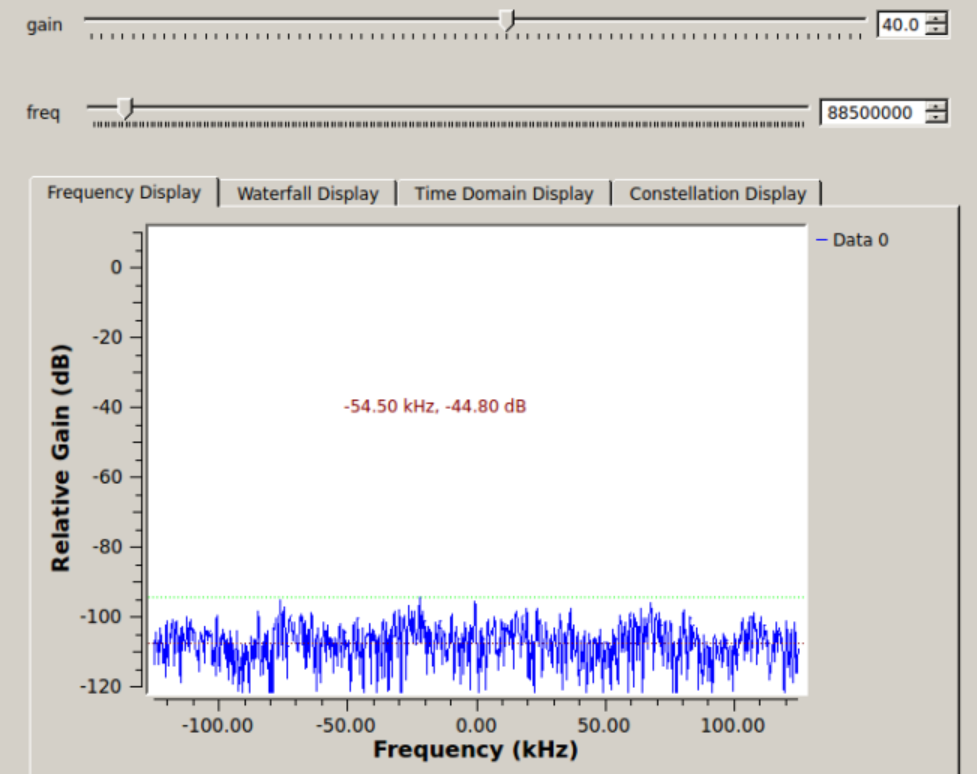 gain 40.0
freq 88500000
Frequency Display Waterfall Display Time Domain Display Constellation Display
Data 0
Relative Gain (dB)
0
-20
-40
-54.50 kHz, -44.80 dB
-60
-80
-100
-120
-100.00 -50.00 0.00 50.00 100.00
Frequency (kHz)